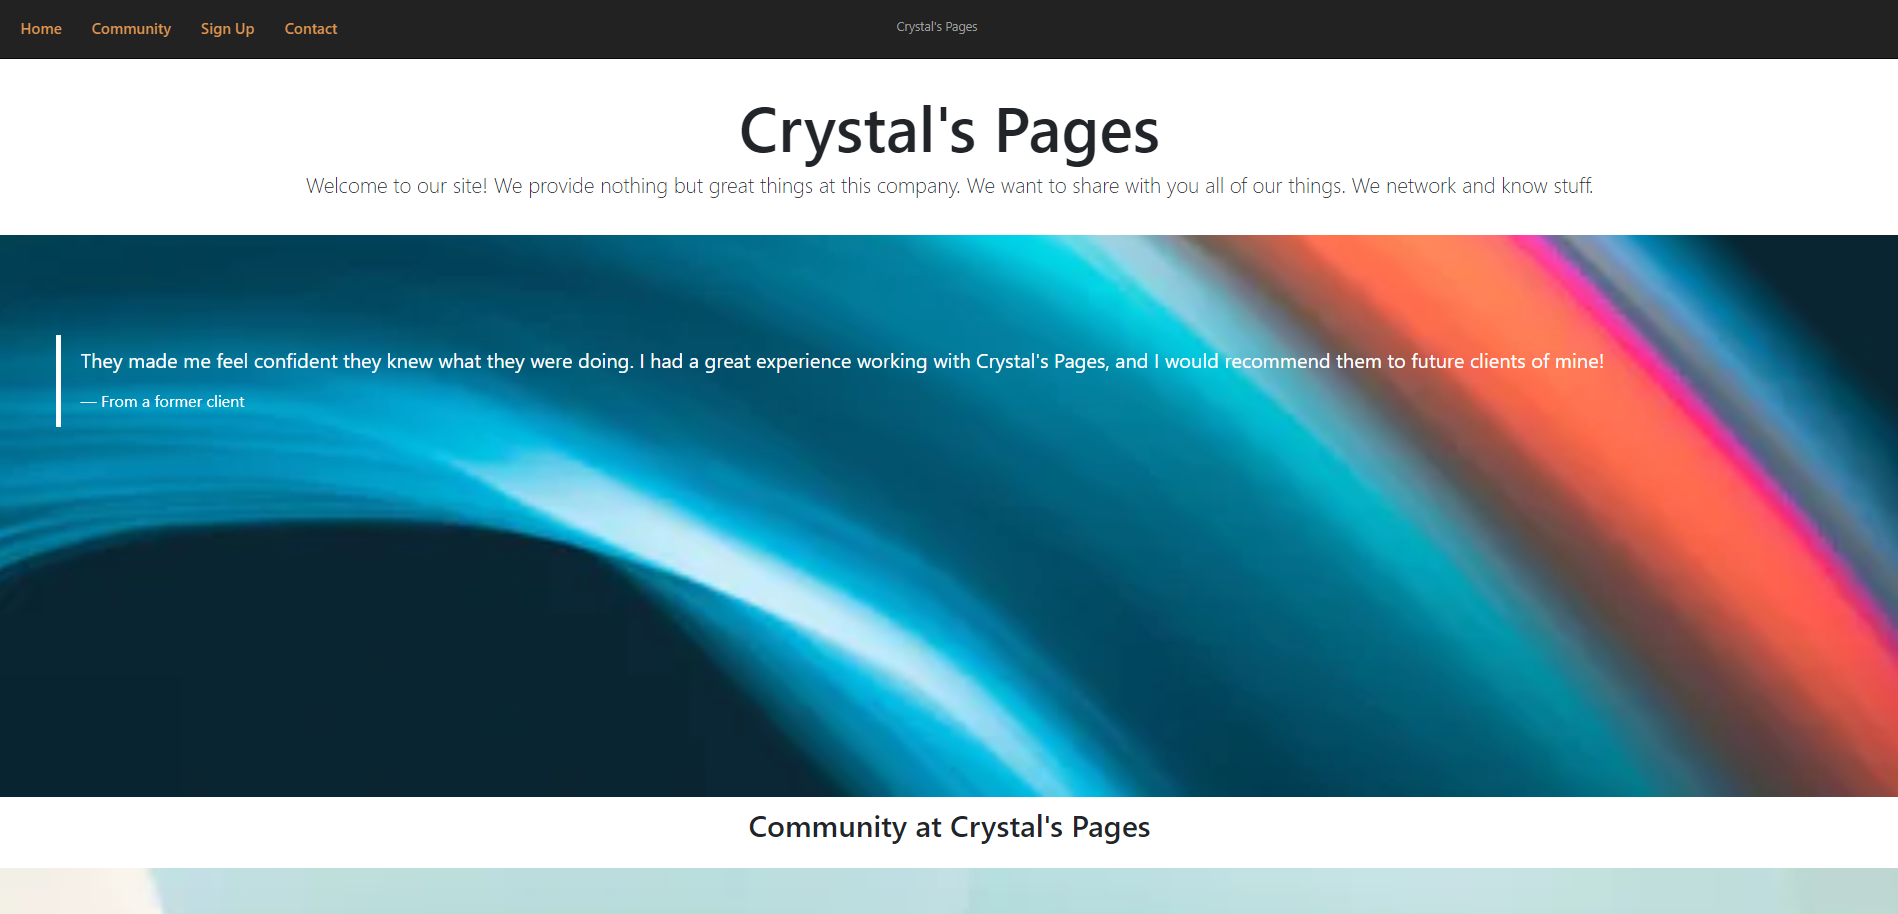 Home Community Sign Up Contact Crystal's Pages
Crystal's Pages
Welcome to our site! We provide nothing but great things at this company. We want to share with you all of our things. We network and know stuff.
They made me feel confident they knew what they were doing. I had a great experience working with Crystal's Pages, and I would recommend them to future clients of mine!
— From a former client
Community at Crystal's Pages